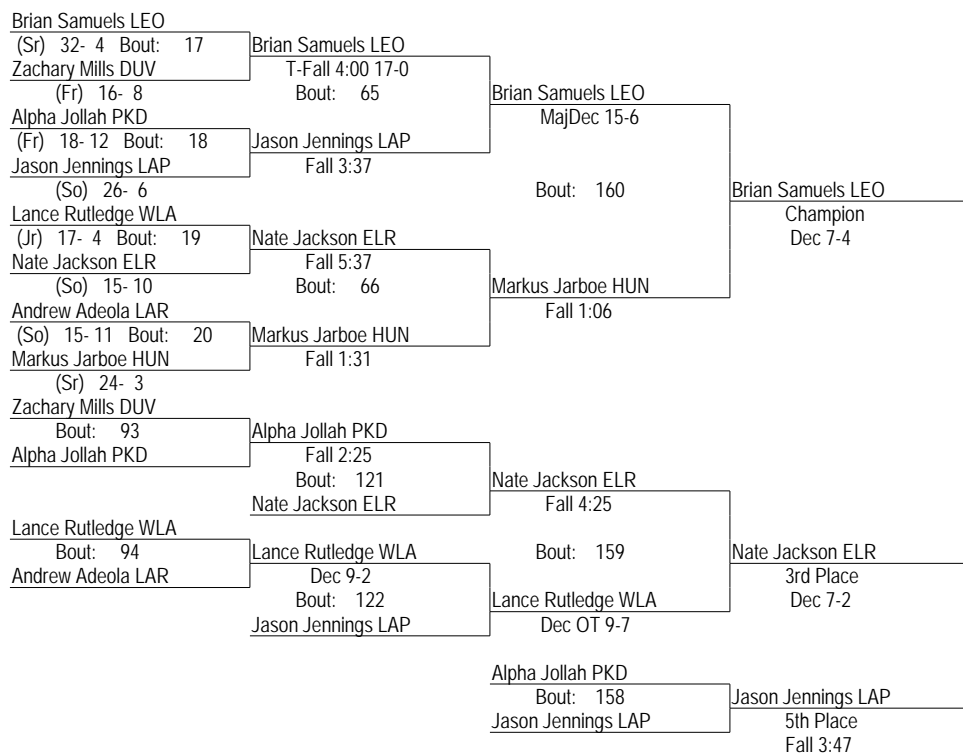 Brian Samuels LEO
(Sr) 32- 4 Bout: 17
Brian Samuels LEO
Zachary Mills DUV
T-Fall 4:00 17-0
(Fr) 16- 8
Bout: 65
Brian Samuels LEO
Alpha Jollah PKD
MajDec 15-6
(Fr) 18- 12 Bout: 18
Jason Jennings LAP
Jason Jennings LAP
Fall 3:37
(So) 26- 6
Bout: 160
Brian Samuels LEO
Lance Rutledge WLA
Champion
(Jr) 17- 4 Bout: 19
Nate Jackson ELR
Dec 7-4
Nate Jackson ELR
Fall 5:37
(So) 15- 10
Bout: 66
Markus Jarboe HUN
Andrew Adeola LAR
Fall 1:06
(So) 15- 11 Bout: 20
Markus Jarboe HUN
Markus Jarboe HUN
Fall 1:31
(Sr) 24- 3
Zachary Mills DUV
Bout: 93
Alpha Jollah PKD
Alpha Jollah PKD
Fall 2:25
Bout: 121
Nate Jackson ELR
Nate Jackson ELR
Fall 4:25
Lance Rutledge WLA
Bout: 94
Lance Rutledge WLA
Bout: 159
Nate Jackson ELR
Andrew Adeola LAR
Dec 9-2
3rd Place
Bout: 122
Lance Rutledge WLA
Dec 7-2
Jason Jennings LAP
Dec OT 9-7
Alpha Jollah PKD
Bout: 158
Jason Jennings LAP
Jason Jennings LAP
5th Place
Fall 3:47